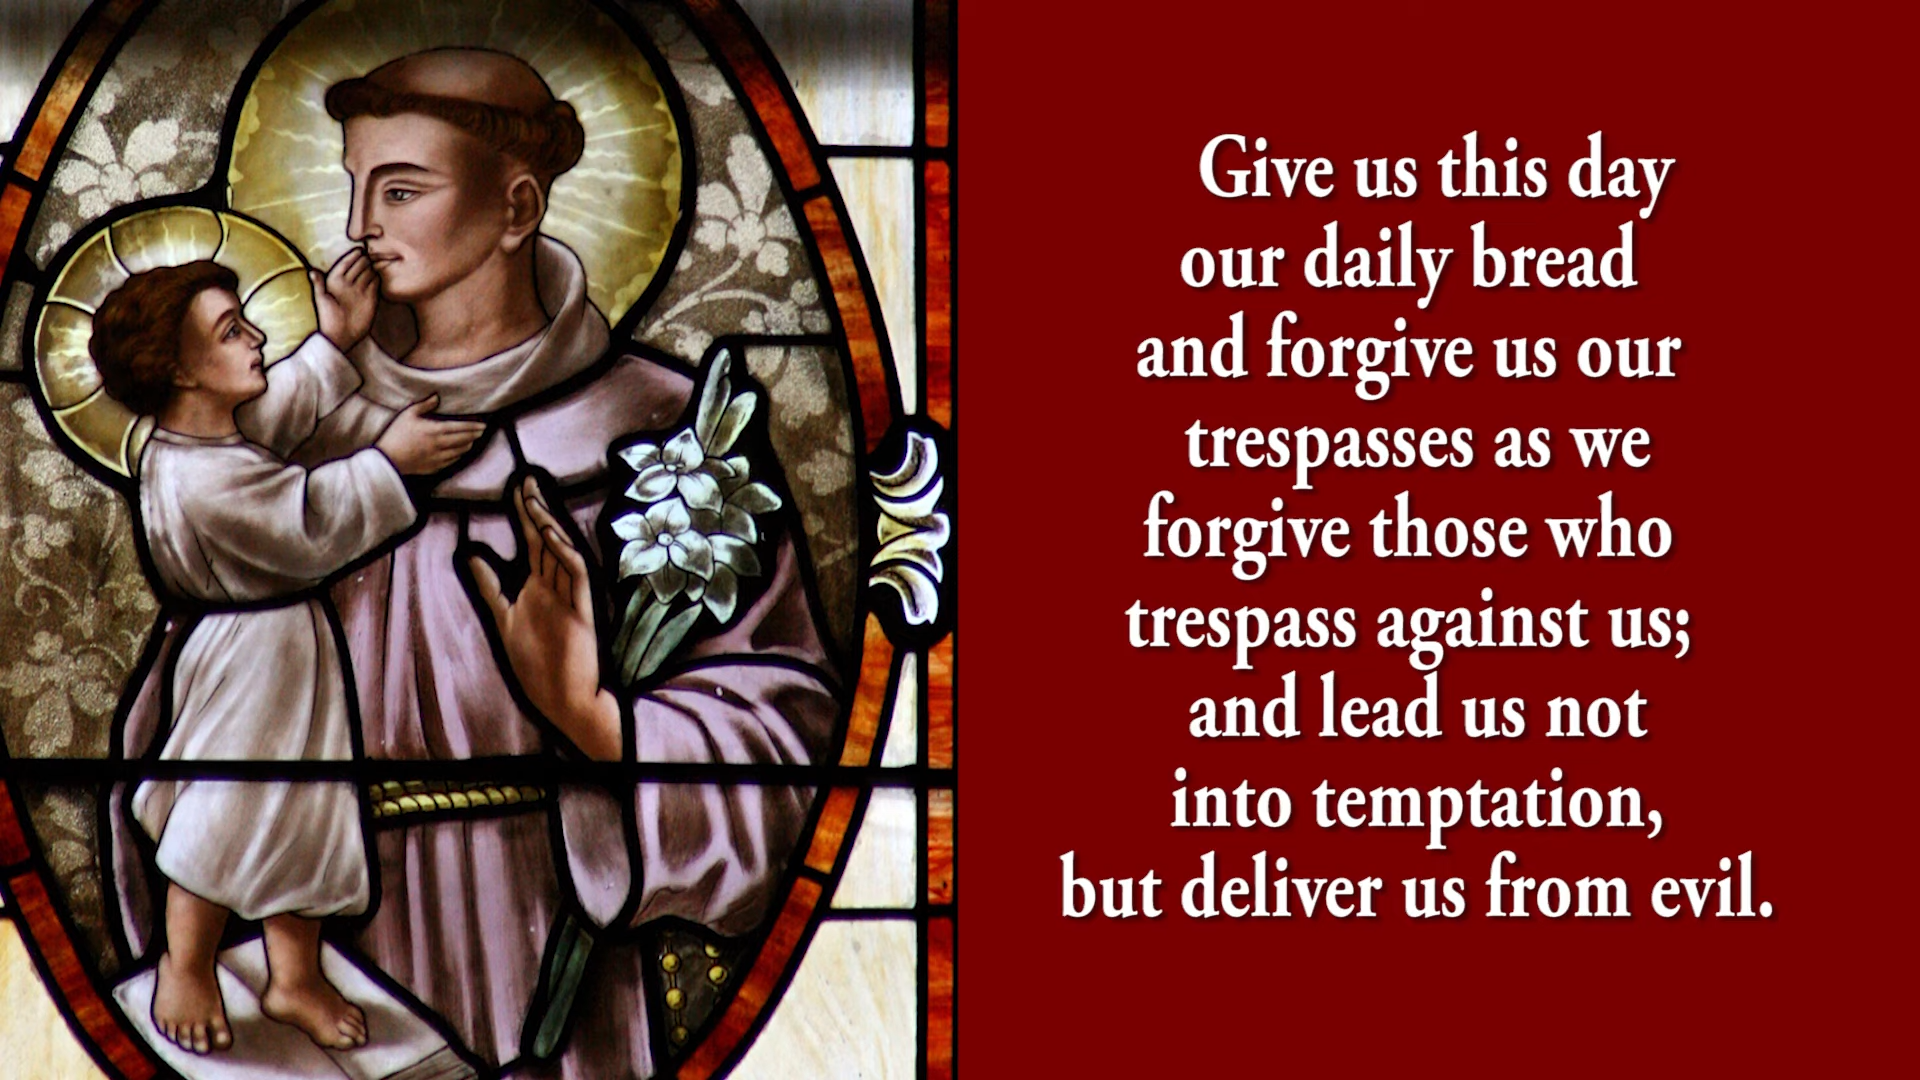 Give us this day
our daily bread
and forgive us our
trespasses as we
forgive those who
trespass against us;
and lead us not
into temptation,
but deliver us from evil.